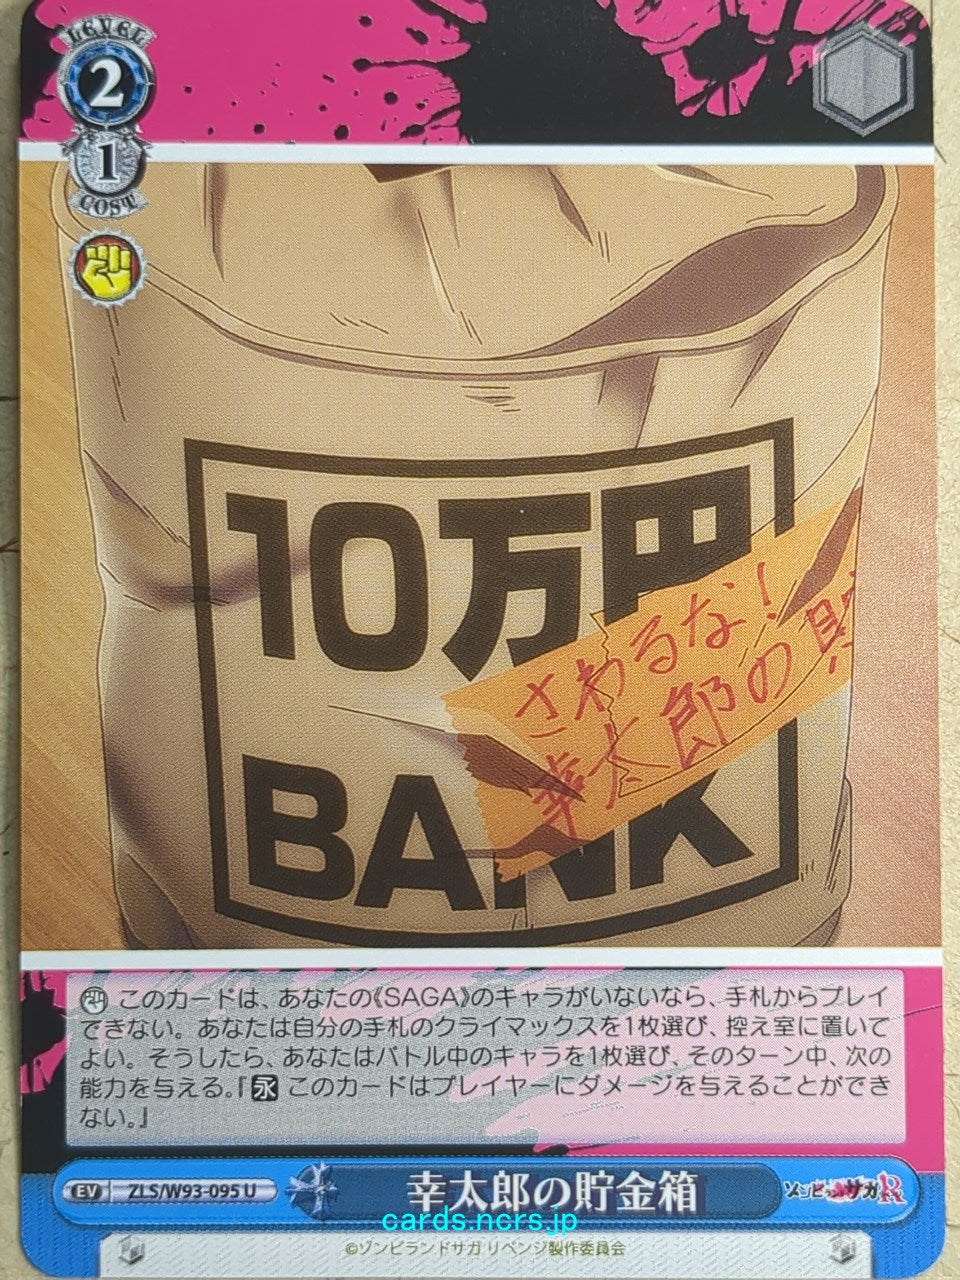 LEVEL
2
1
COST
10万円
BANK
さわるな!
幸太郎の貯
このカードは、あなたの《SAGA》のキャラがいないなら、手札からプレイ
できない。あなたは自分の手札のクライマックスを1枚選び、控え室に置いて
よい。そうしたら、あなたはバトル中のキャラを1枚選び、そのターン中、次の
能力を与える。『永 このカードはプレイヤーにダメージを与えることができ
ない。』
EV ZLS/W93-095 U 幸太郎の貯金箱 ゾンビランドサガR
cards.ncrs.jp
©ゾンビランドサガ リベンジ製作委員会